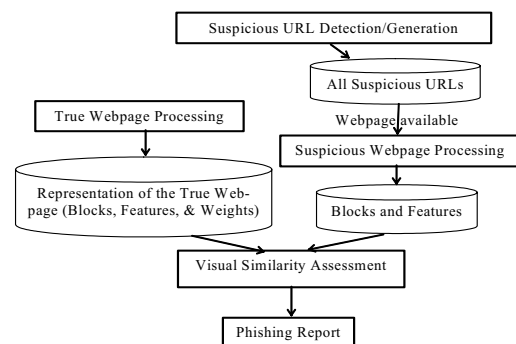 Suspicious URL Detection/Generation
All Suspicious URLs
True Webpage Processing
Webpage available
Suspicious Webpage Processing
Representation of the True Web-
page (Blocks, Features, & Weights)
Blocks and Features
Visual Similarity Assessment
Phishing Report